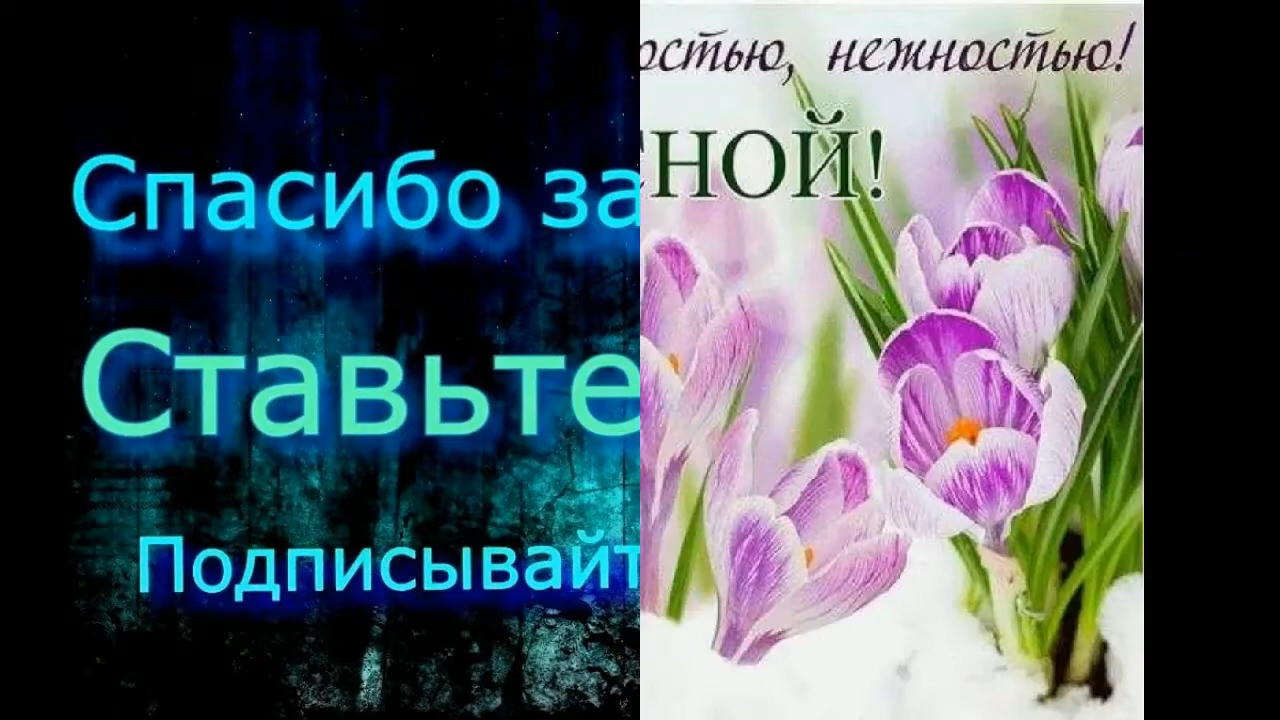 Спасибо за
Ставьте
Подписывайт
остью, нежностью!
НОЙ!